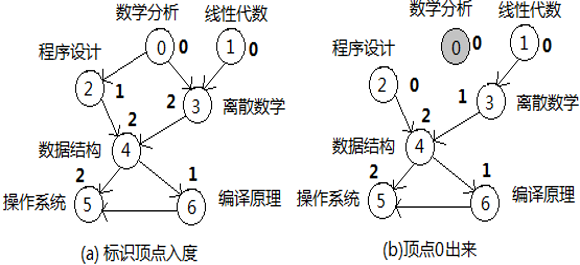 数学分析 线性代数
0 0 1 0
程序设计
2 1 2 3 离散数学
2
数据结构 4
2 1
操作系统 5 6 编译原理
(a) 标识顶点入度
数学分析 线性代数
0 0 1 0
程序设计
2 0 1 3 离散数学
2
数据结构 4
2 1
操作系统 5 6 编译原理
(b)顶点0出来